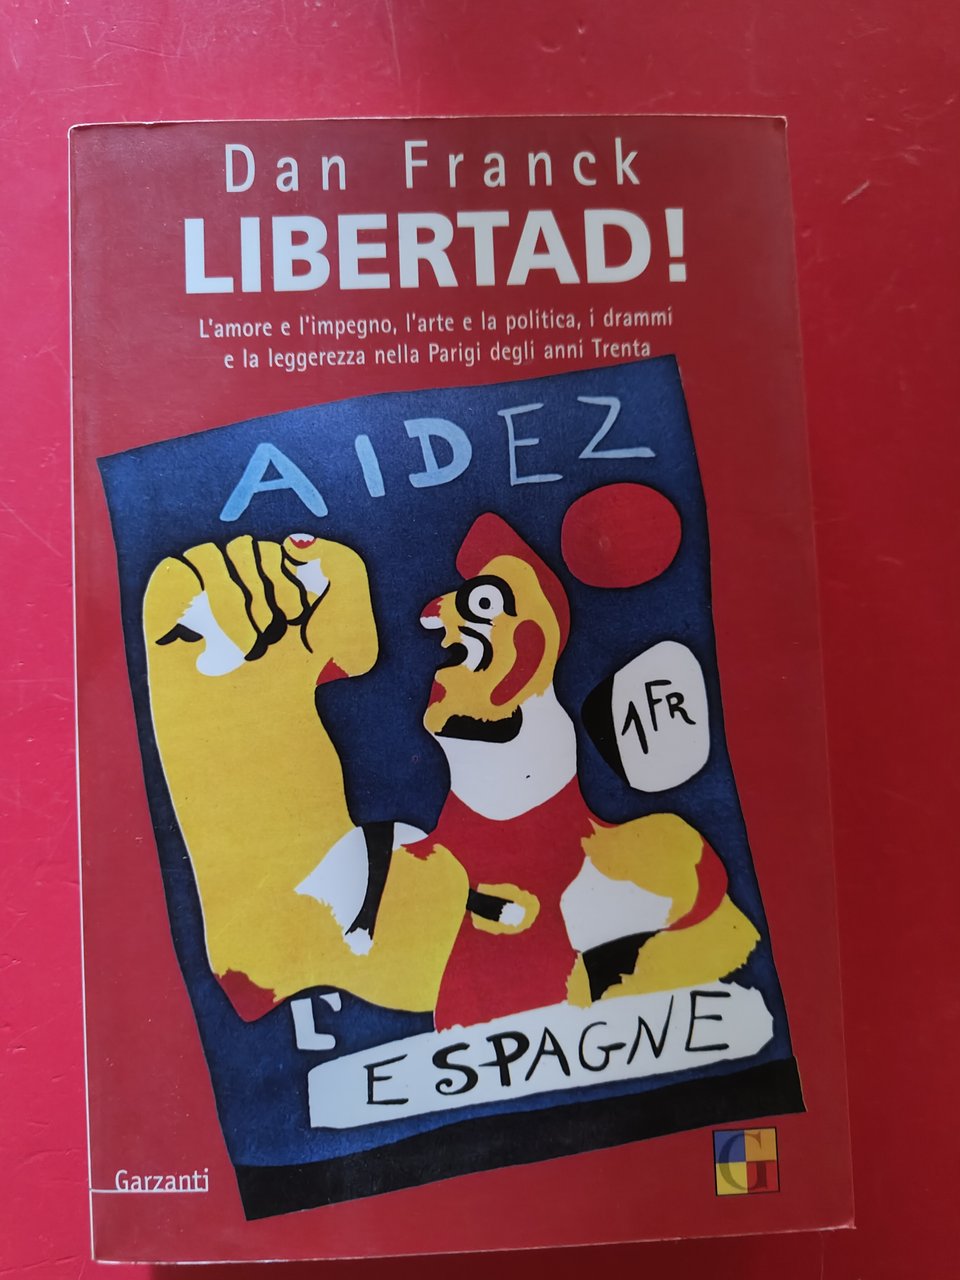 Dan Franck
LIBERTAD!
L'amore e l'impegno, l'arte e la politica, i drammi
e la leggerezza nella Parigi degli anni Trenta
AIDEZ
1FR
L'
ESPAGNE
Garzanti
G